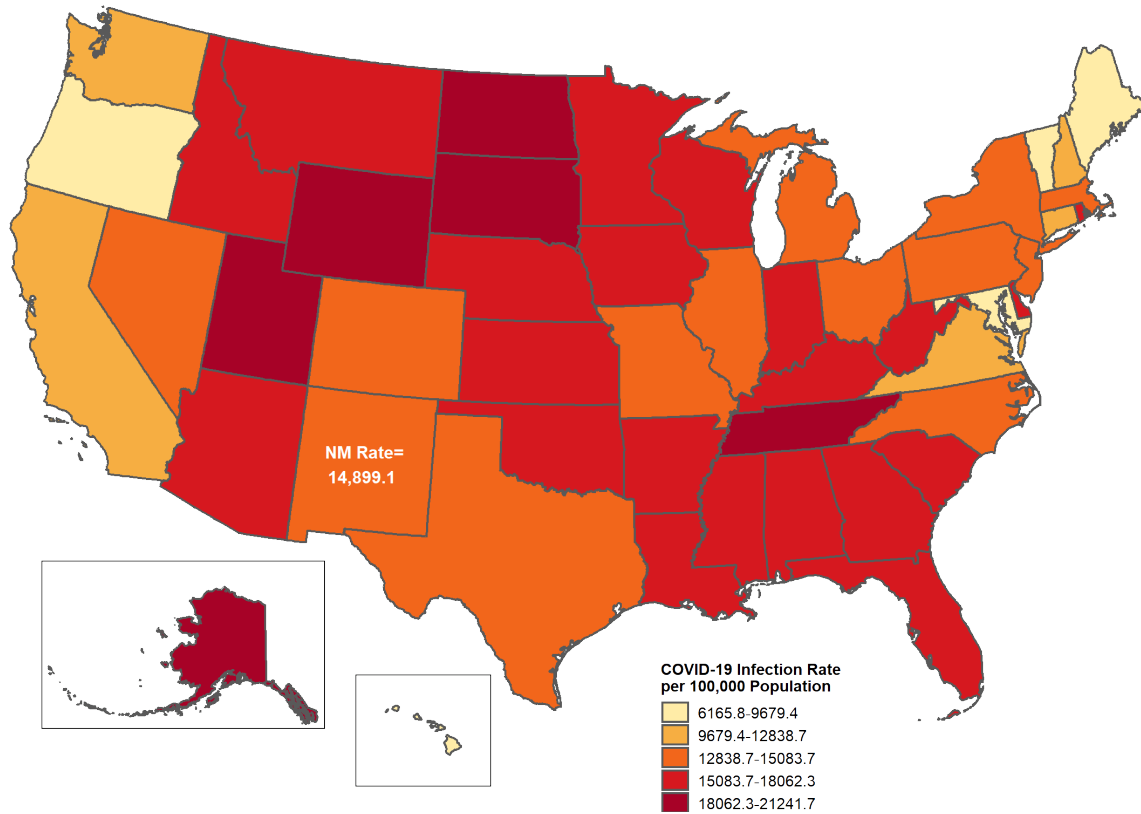 NM Rate=
14,899.1
COVID-19 Infection Rate
per 100,000 Population
6165.8-9679.4
9679.4-12838.7
12838.7-15083.7
15083.7-18062.3
18062.3-21241.7